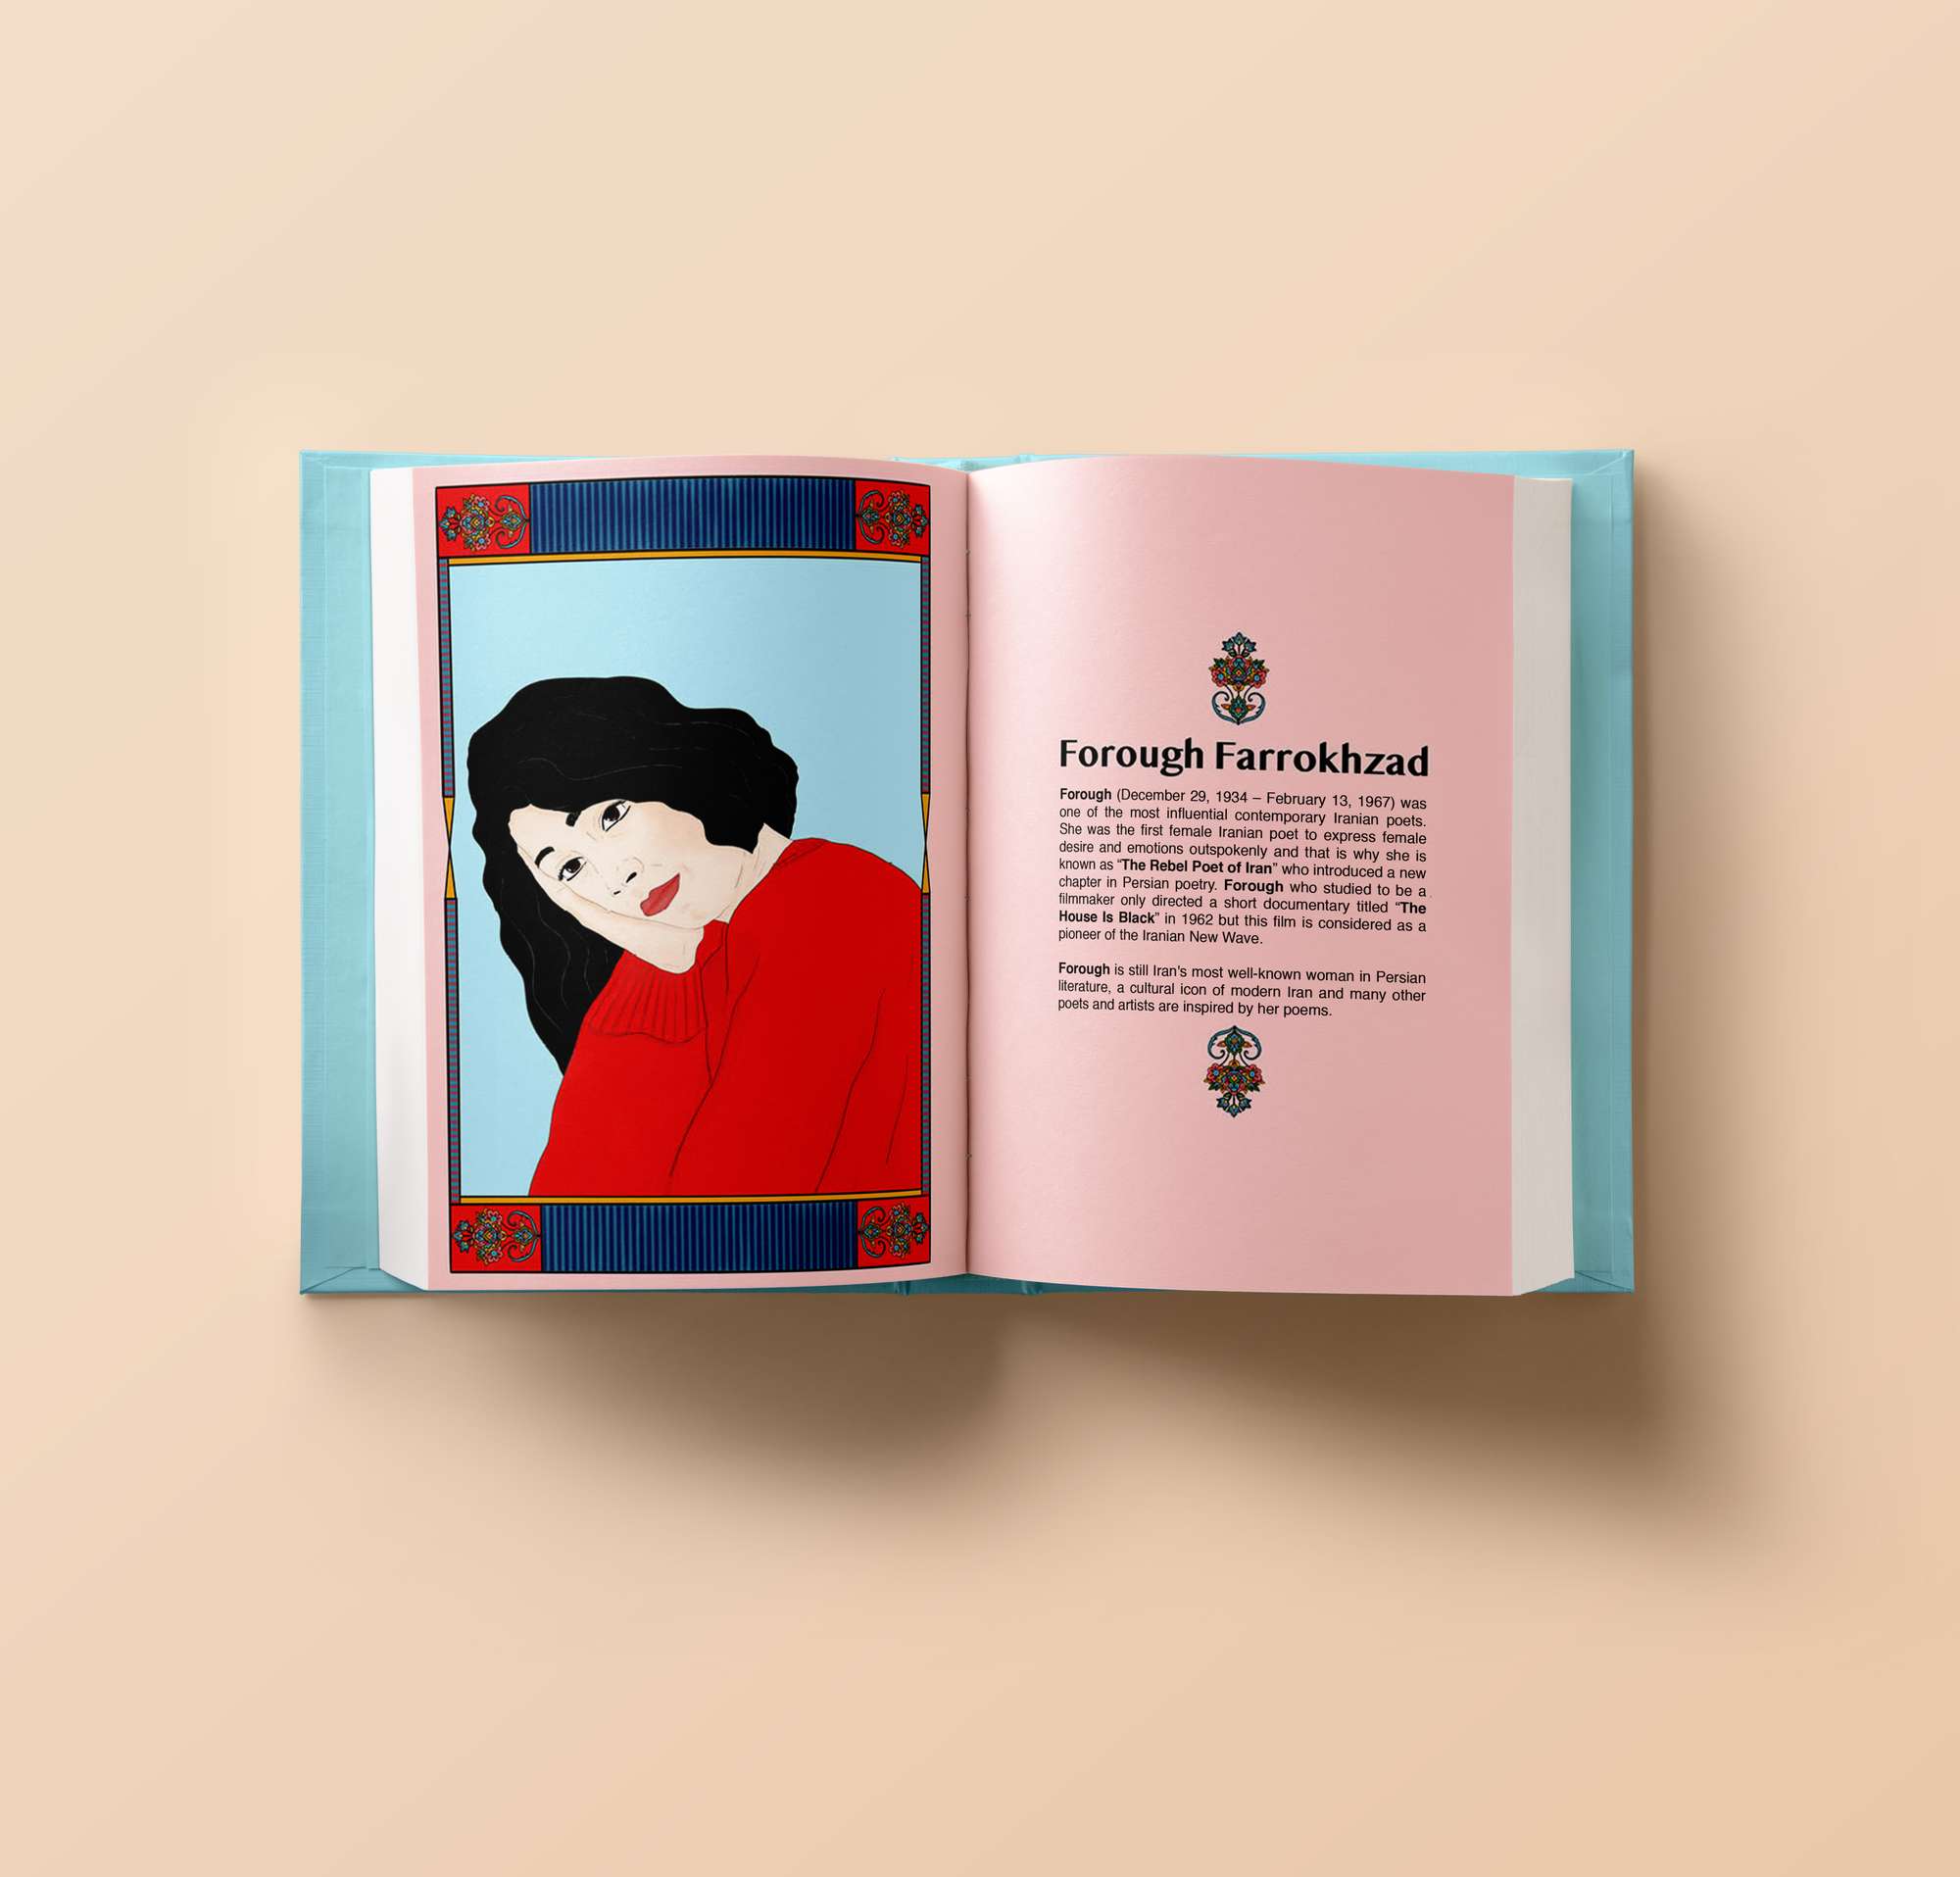 Forough Farrokhzad
Forough (December 29, 1934 – February 13, 1967) was
one of the most influential contemporary Iranian poets.
She was the first female Iranian poet to express female
desire and emotions outspokenly and that is why she is
known as “The Rebel Poet of Iran” who introduced a new
chapter in Persian poetry. Forough who studied to be a
filmmaker only directed a short documentary titled “The
House Is Black” in 1962 but this film is considered as a
pioneer of the Iranian New Wave.
Forough is still Iran's most well-known woman in Persian
literature, a cultural icon of modern Iran and many other
poets and artists are inspired by her poems.